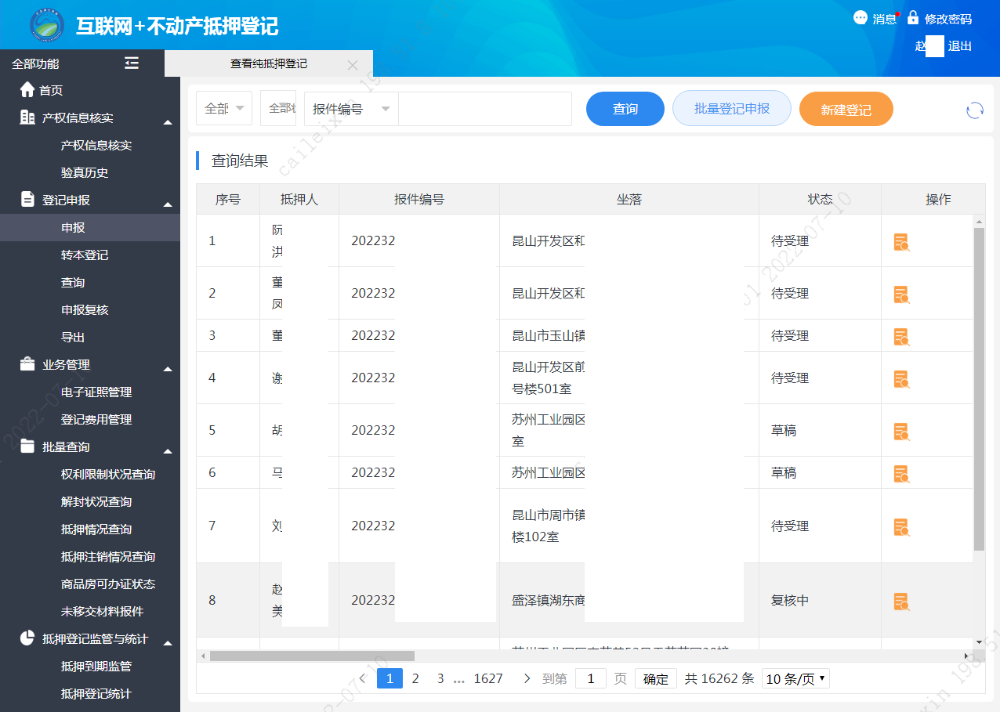 互联网+不动产抵押登记
消息 修改密码
赵 退出
全部功能
查看纯抵押登记
首页
产权信息核实
产权信息核实
验真历史
登记申报
申报
转本登记
查询
申报复核
导出
业务管理
电子证照管理
登记费用管理
批量查询
权利限制状况查询
解封状况查询
抵押情况查询
抵押注销情况查询
商品房可办证状态
未移交材料报件
抵押登记监管与统计
抵押到期监管
抵押登记统计
全部 全部 报件编号 查询 批量登记申报 新建登记
查询结果
序号 抵押人 报件编号 坐落 状态 操作
1 阮 202232 昆山开发区和 待受理
洪
2 董 202232 昆山开发区和 待受理
凤
3 董 202232 昆山市玉山镇 待受理
4 谢 202232 昆山开发区前 待受理
号楼501室
5 胡 202232 苏州工业园区 草稿
室
6 马 202232 苏州工业园区 草稿
7 刘 202232 昆山市周市镇 待受理
楼102室
8 赵 202232 盛泽镇湖东商 复核中
美
1 2 3 ... 1627 到第 1 页 确定 共 16262 条 10 条/页
2022-07-10